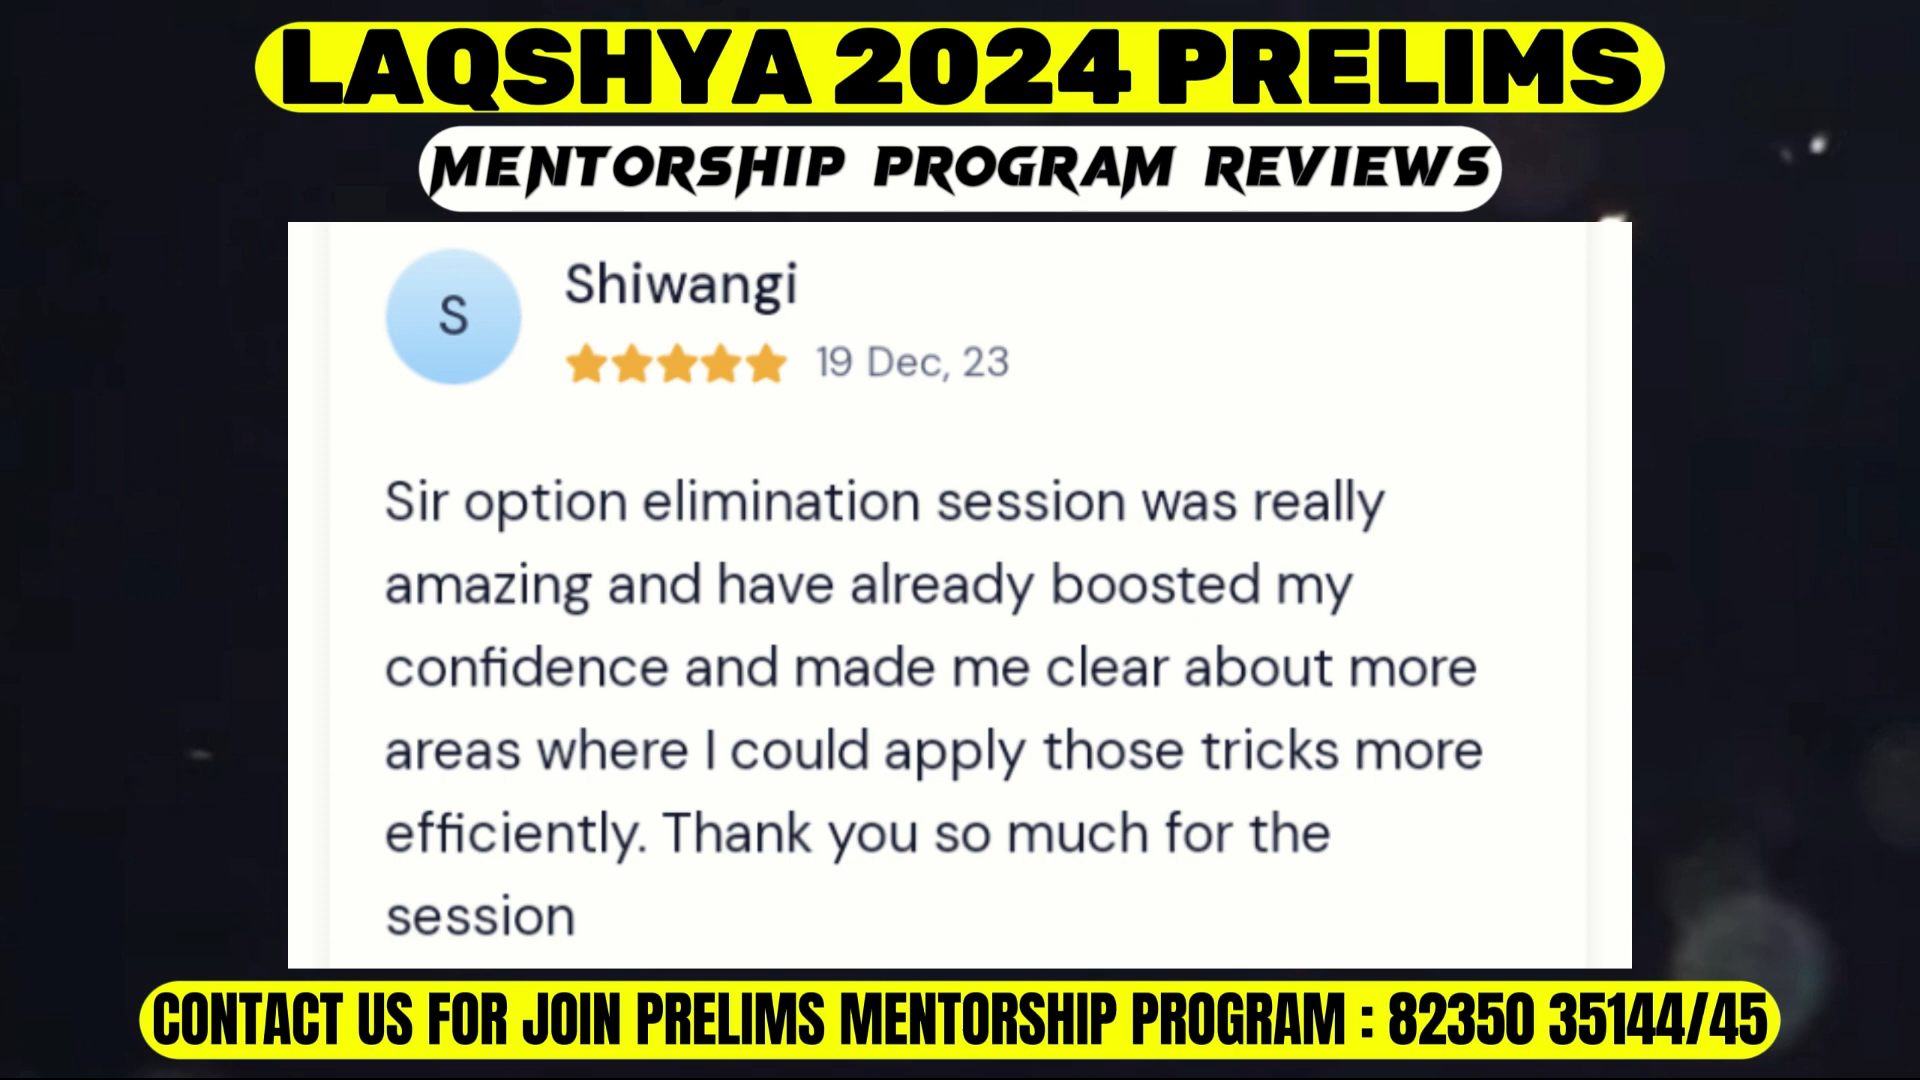 LAQSHYA 2024 PRELIMS
MENTORSHIP PROGRAM REVIEWS
S
Shiwangi
19 Dec, 23
Sir option elimination session was really
amazing and have already boosted my
confidence and made me clear about more
areas where I could apply those tricks more
efficiently. Thank you so much for the
session
CONTACT US FOR JOIN PRELIMS MENTORSHIP PROGRAM : 82350 35144/45